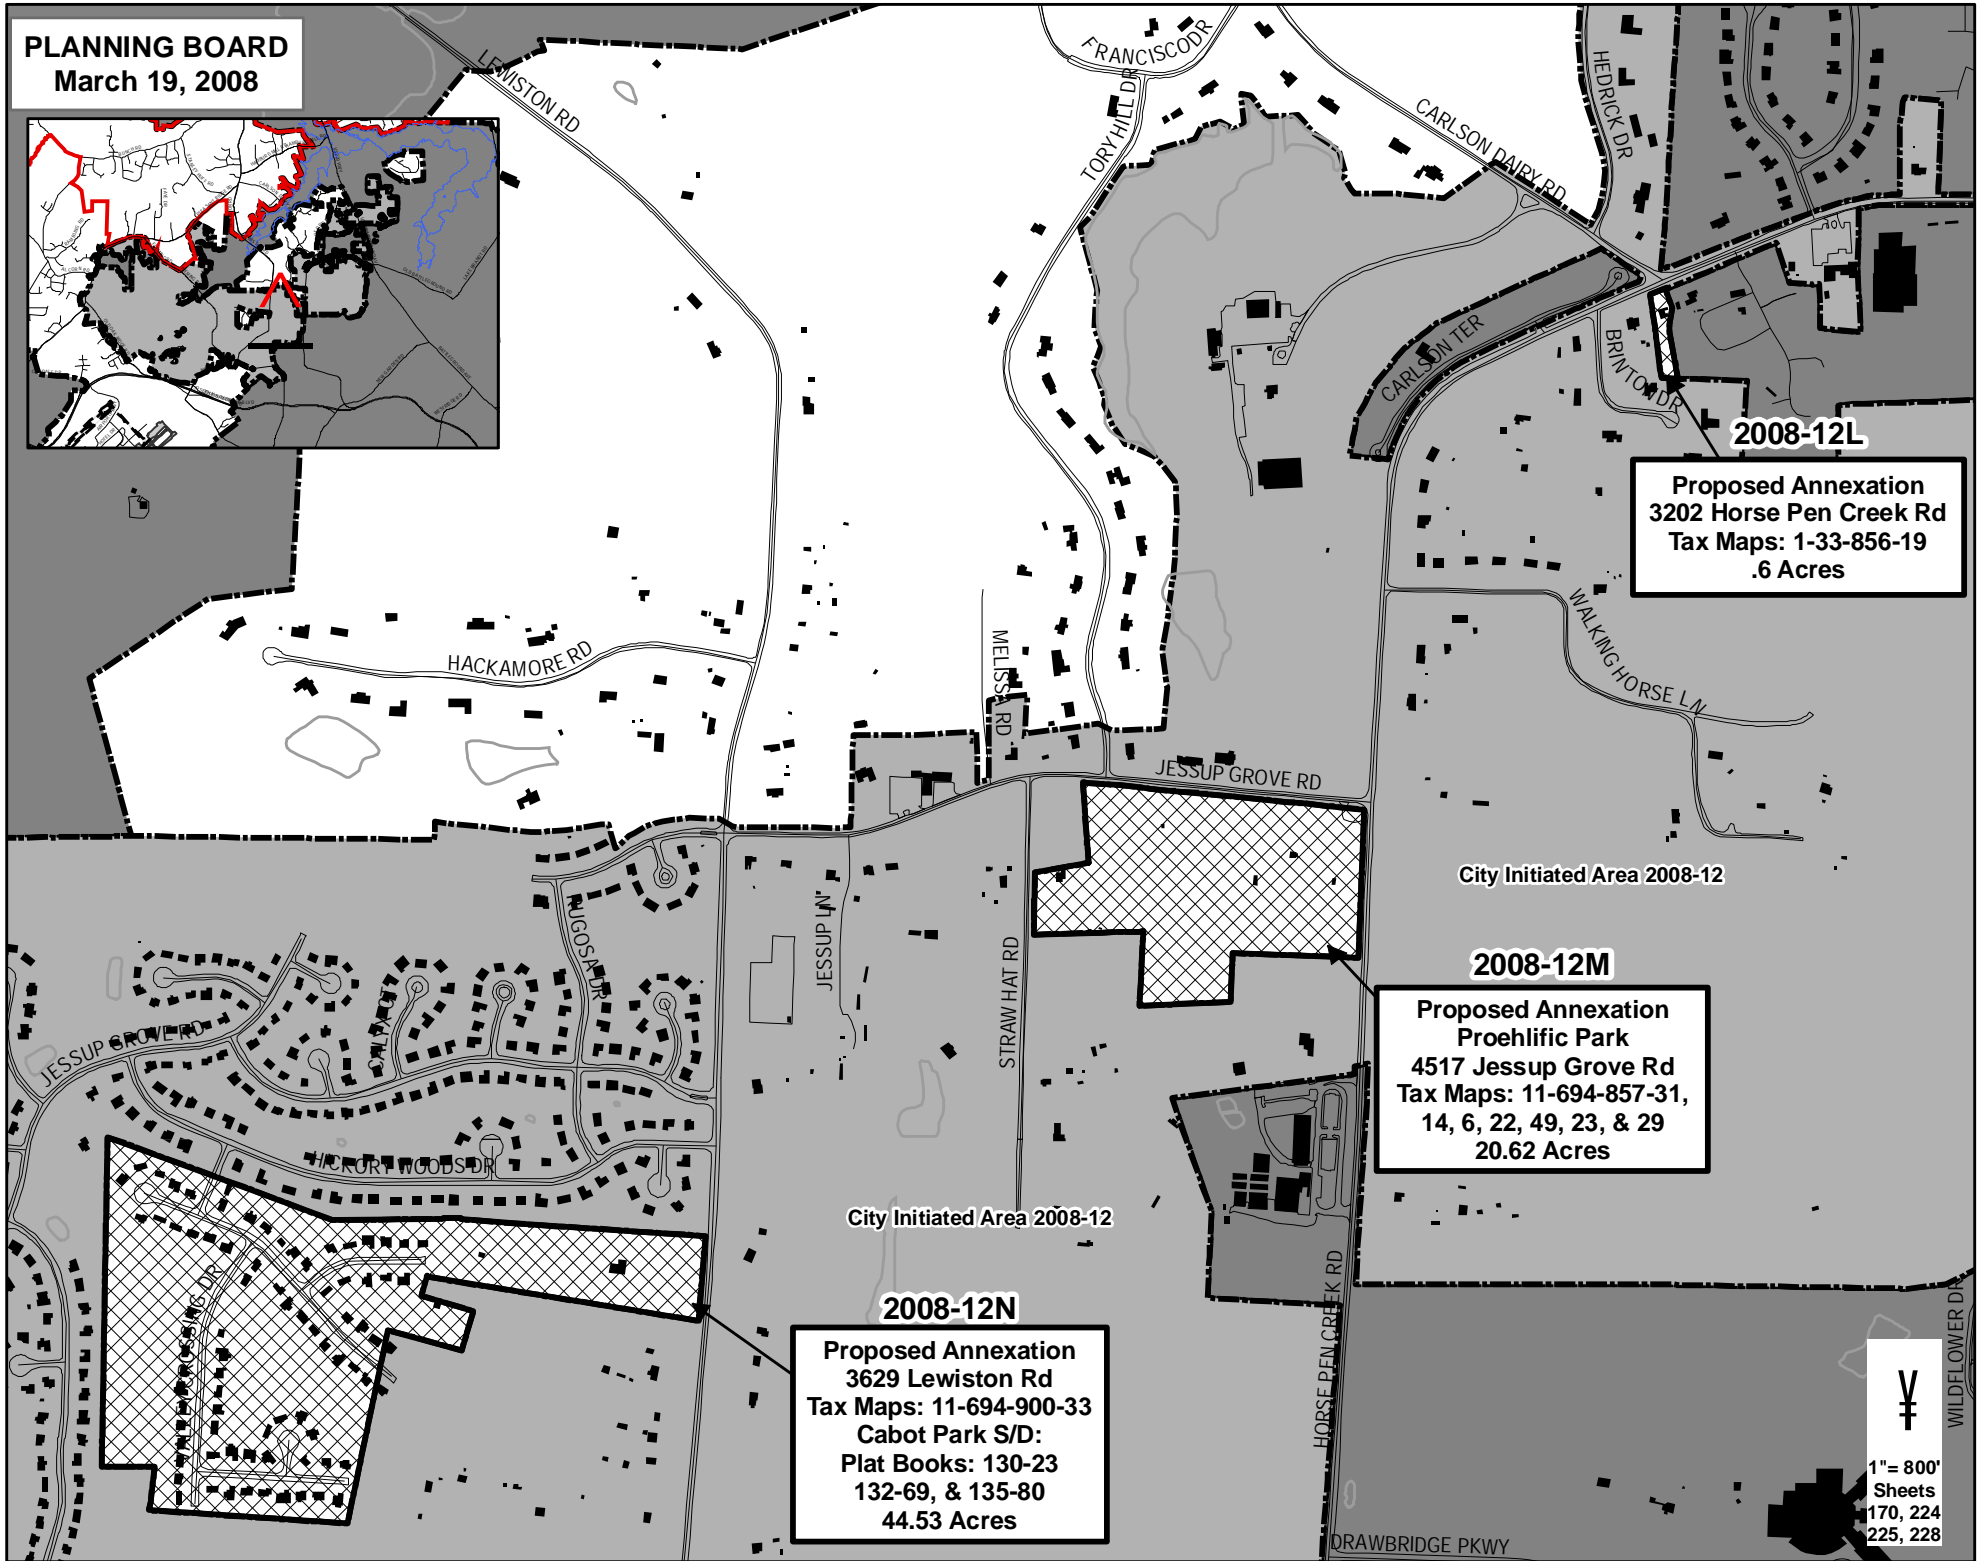 PLANNING BOARD
March 19, 2008
LEWISTON RD
FRANCISCO DR
TORY HILL DR
HEDRICK DR
CARLSON DAIRY RD
CARLSON TER
BRINTON DR
2008-12L
Proposed Annexation
3202 Horse Pen Creek Rd
Tax Maps: 1-33-856-19
.6 Acres
WALKING HORSE LN
HACKAMORE RD
MELISSA RD
JESSUP GROVE RD
City Initiated Area 2008-12
RUGOSA DR
JESSUP LN
STRAW HAT RD
2008-12M
Proposed Annexation
Proehlific Park
4517 Jessup Grove Rd
Tax Maps: 11-694-857-31,
14, 6, 22, 49, 23, & 29
20.62 Acres
CALYX CT
JESSUP GROVE RD
HICKORY WOODS DR
City Initiated Area 2008-12
2008-12N
Proposed Annexation
3629 Lewiston Rd
Tax Maps: 11-694-900-33
Cabot Park S/D:
Plat Books: 130-23
132-69, & 135-80
44.53 Acres
HORSE PEN CREEK RD
WILDFLOWER DR
1"= 800'
Sheets
170, 224
225, 228
DRAWBRIDGE PKWY